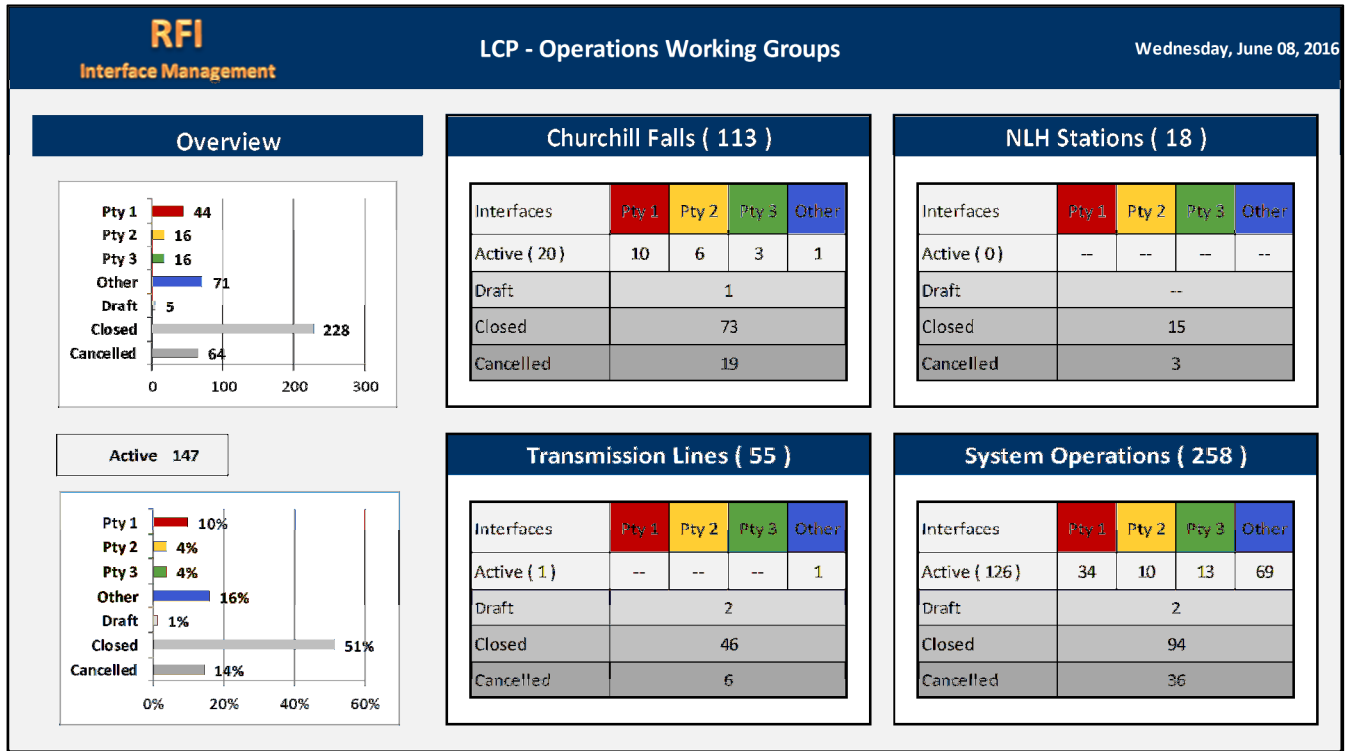 RFI
Interface Management
LCP - Operations Working Groups
Wednesday, June 08, 2016
Overview
Pty 1 44
Pty 2 16
Pty 3 16
Other 71
Draft 5
Closed 228
Cancelled 64
0 100 200 300
Active 147
Pty 1 10%
Pty 2 4%
Pty 3 4%
Other 16%
Draft 1%
Closed 51%
Cancelled 14%
0% 20% 40% 60%
Churchill Falls ( 113 )
Interfaces Pty 1 Pty 2 Pty 3 Other
Active ( 20 ) 10 6 3 1
Draft 1
Closed 73
Cancelled 19
NLH Stations ( 18 )
Interfaces Pty 1 Pty 2 Pty 3 Other
Active ( 0 ) -- -- -- --
Draft --
Closed 15
Cancelled 3
Transmission Lines ( 55 )
Interfaces Pty 1 Pty 2 Pty 3 Other
Active ( 1 ) -- -- -- 1
Draft 2
Closed 46
Cancelled 6
System Operations ( 258 )
Interfaces Pty 1 Pty 2 Pty 3 Other
Active ( 126 ) 34 10 13 69
Draft 2
Closed 94
Cancelled 36